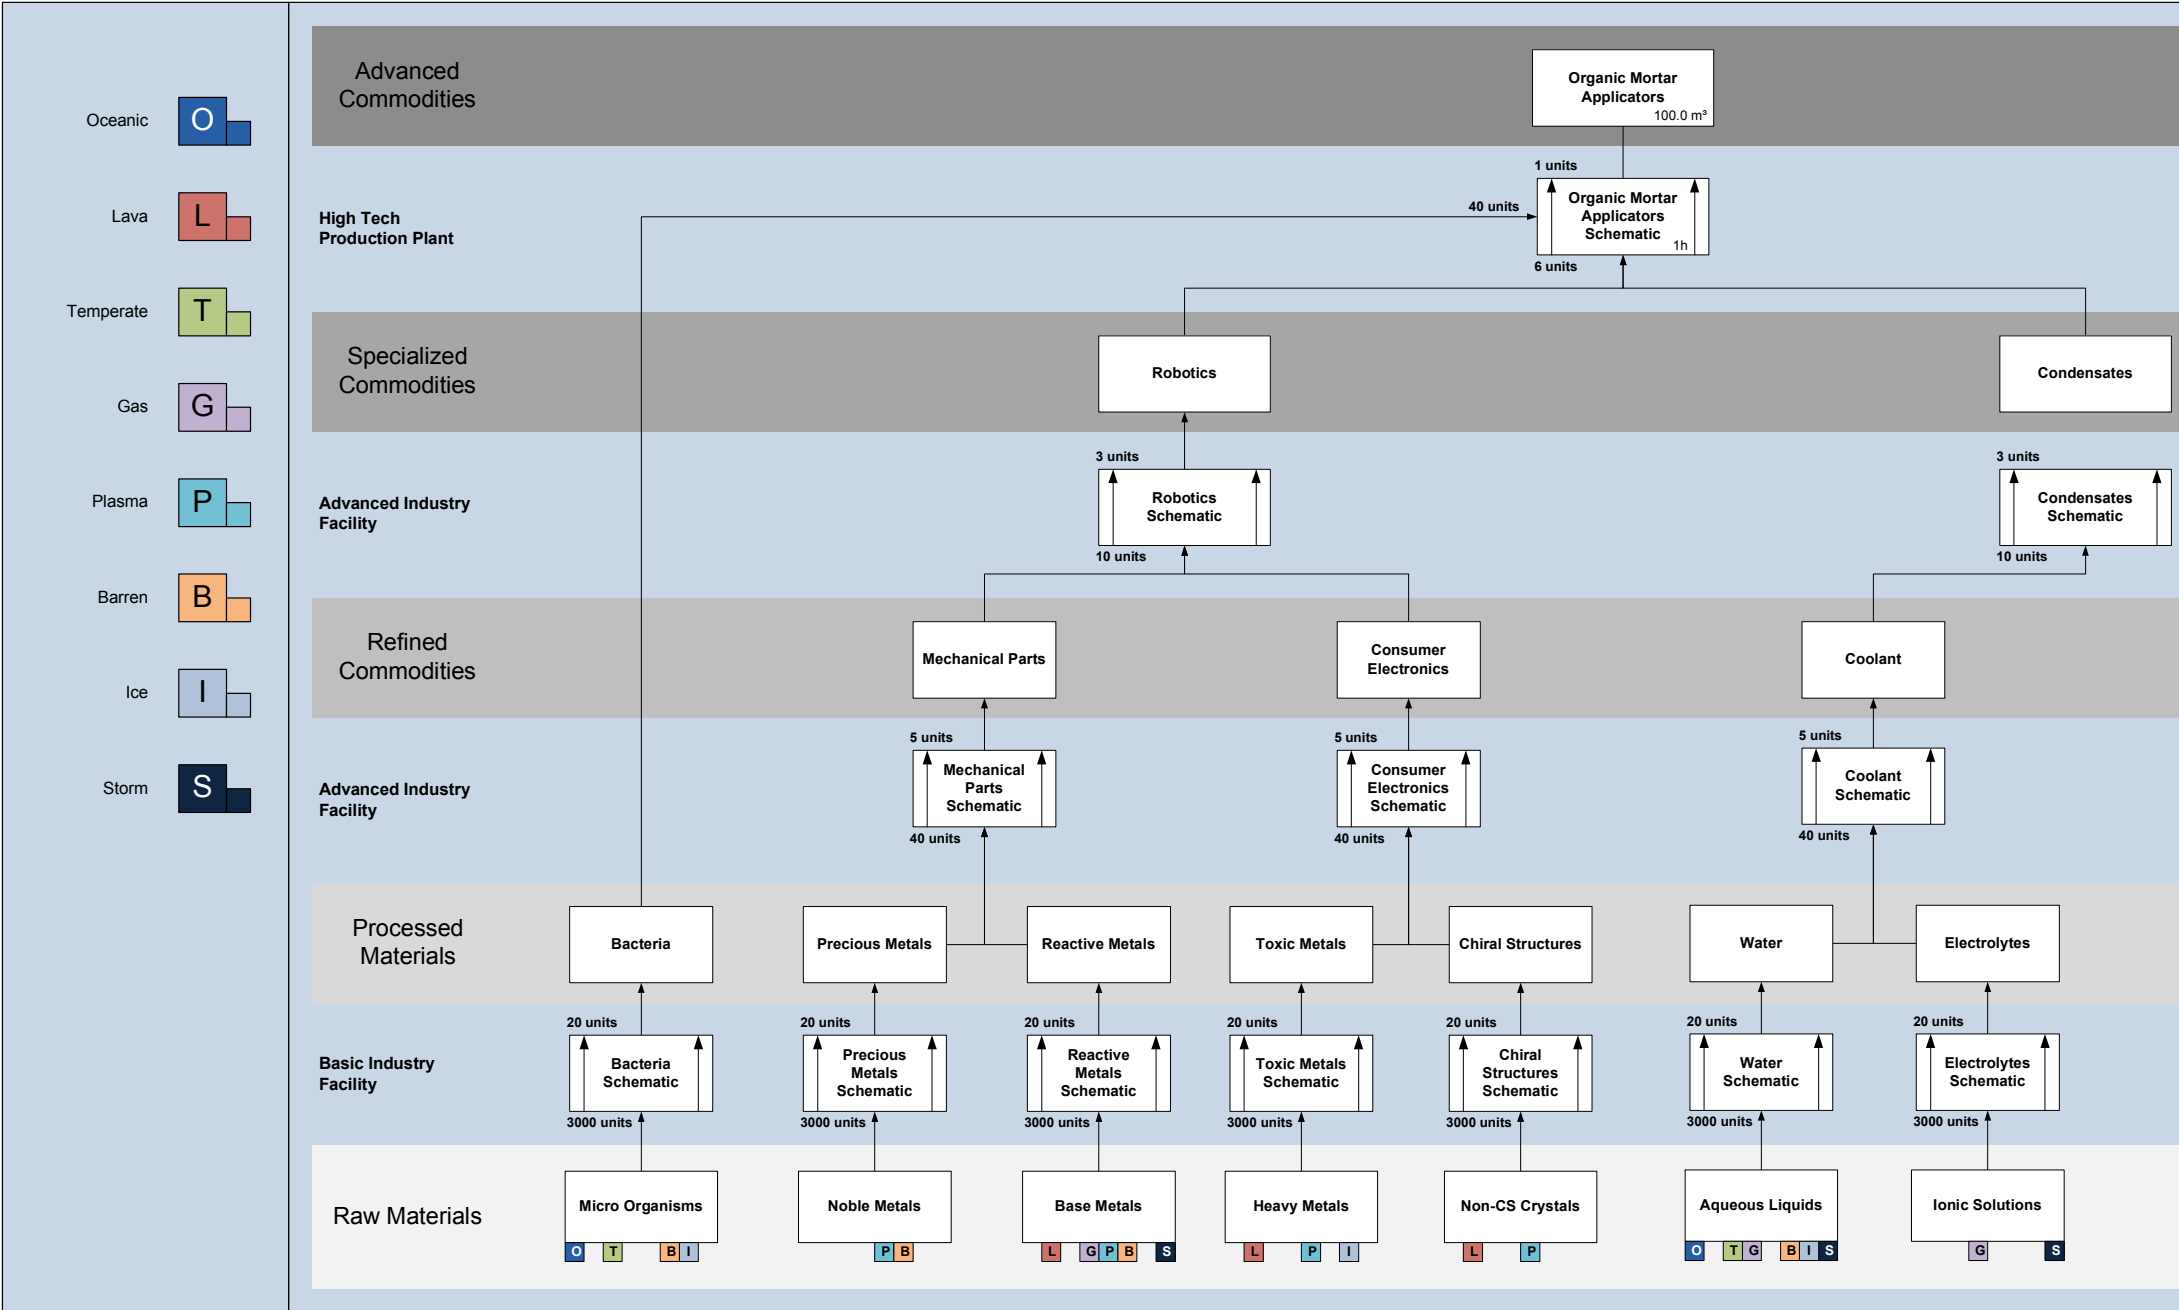 Oceanic
O
Lava
L
Temperate
T
Gas
G
Plasma
P
Barren
B
Ice
I
Storm
S
Advanced
Commodities
Organic Mortar
Applicators
100.0 m³
High Tech
Production Plant
1 units
40 units
Organic Mortar
Applicators
Schematic
1h
6 units
Specialized
Commodities
Robotics
Condensates
Advanced Industry
Facility
3 units
Robotics
Schematic
10 units
3 units
Condensates
Schematic
10 units
Refined
Commodities
Mechanical Parts
Consumer
Electronics
Coolant
Advanced Industry
Facility
5 units
Mechanical
Parts
Schematic
40 units
5 units
Consumer
Electronics
Schematic
40 units
5 units
Coolant
Schematic
40 units
Processed
Materials
Bacteria
Precious Metals
Reactive Metals
Toxic Metals
Chiral Structures
Water
Electrolytes
Basic Industry
Facility
20 units
Bacteria
Schematic
3000 units
20 units
Precious
Metals
Schematic
3000 units
20 units
Reactive
Metals
Schematic
3000 units
20 units
Toxic Metals
Schematic
3000 units
20 units
Chiral
Structures
Schematic
3000 units
20 units
Water
Schematic
3000 units
20 units
Electrolytes
Schematic
3000 units
Raw Materials
Micro Organisms
O T B I
Noble Metals
P B
Base Metals
L G P B S
Heavy Metals
L P I
Non-CS Crystals
L P
Aqueous Liquids
O T G B I S
Ionic Solutions
G S